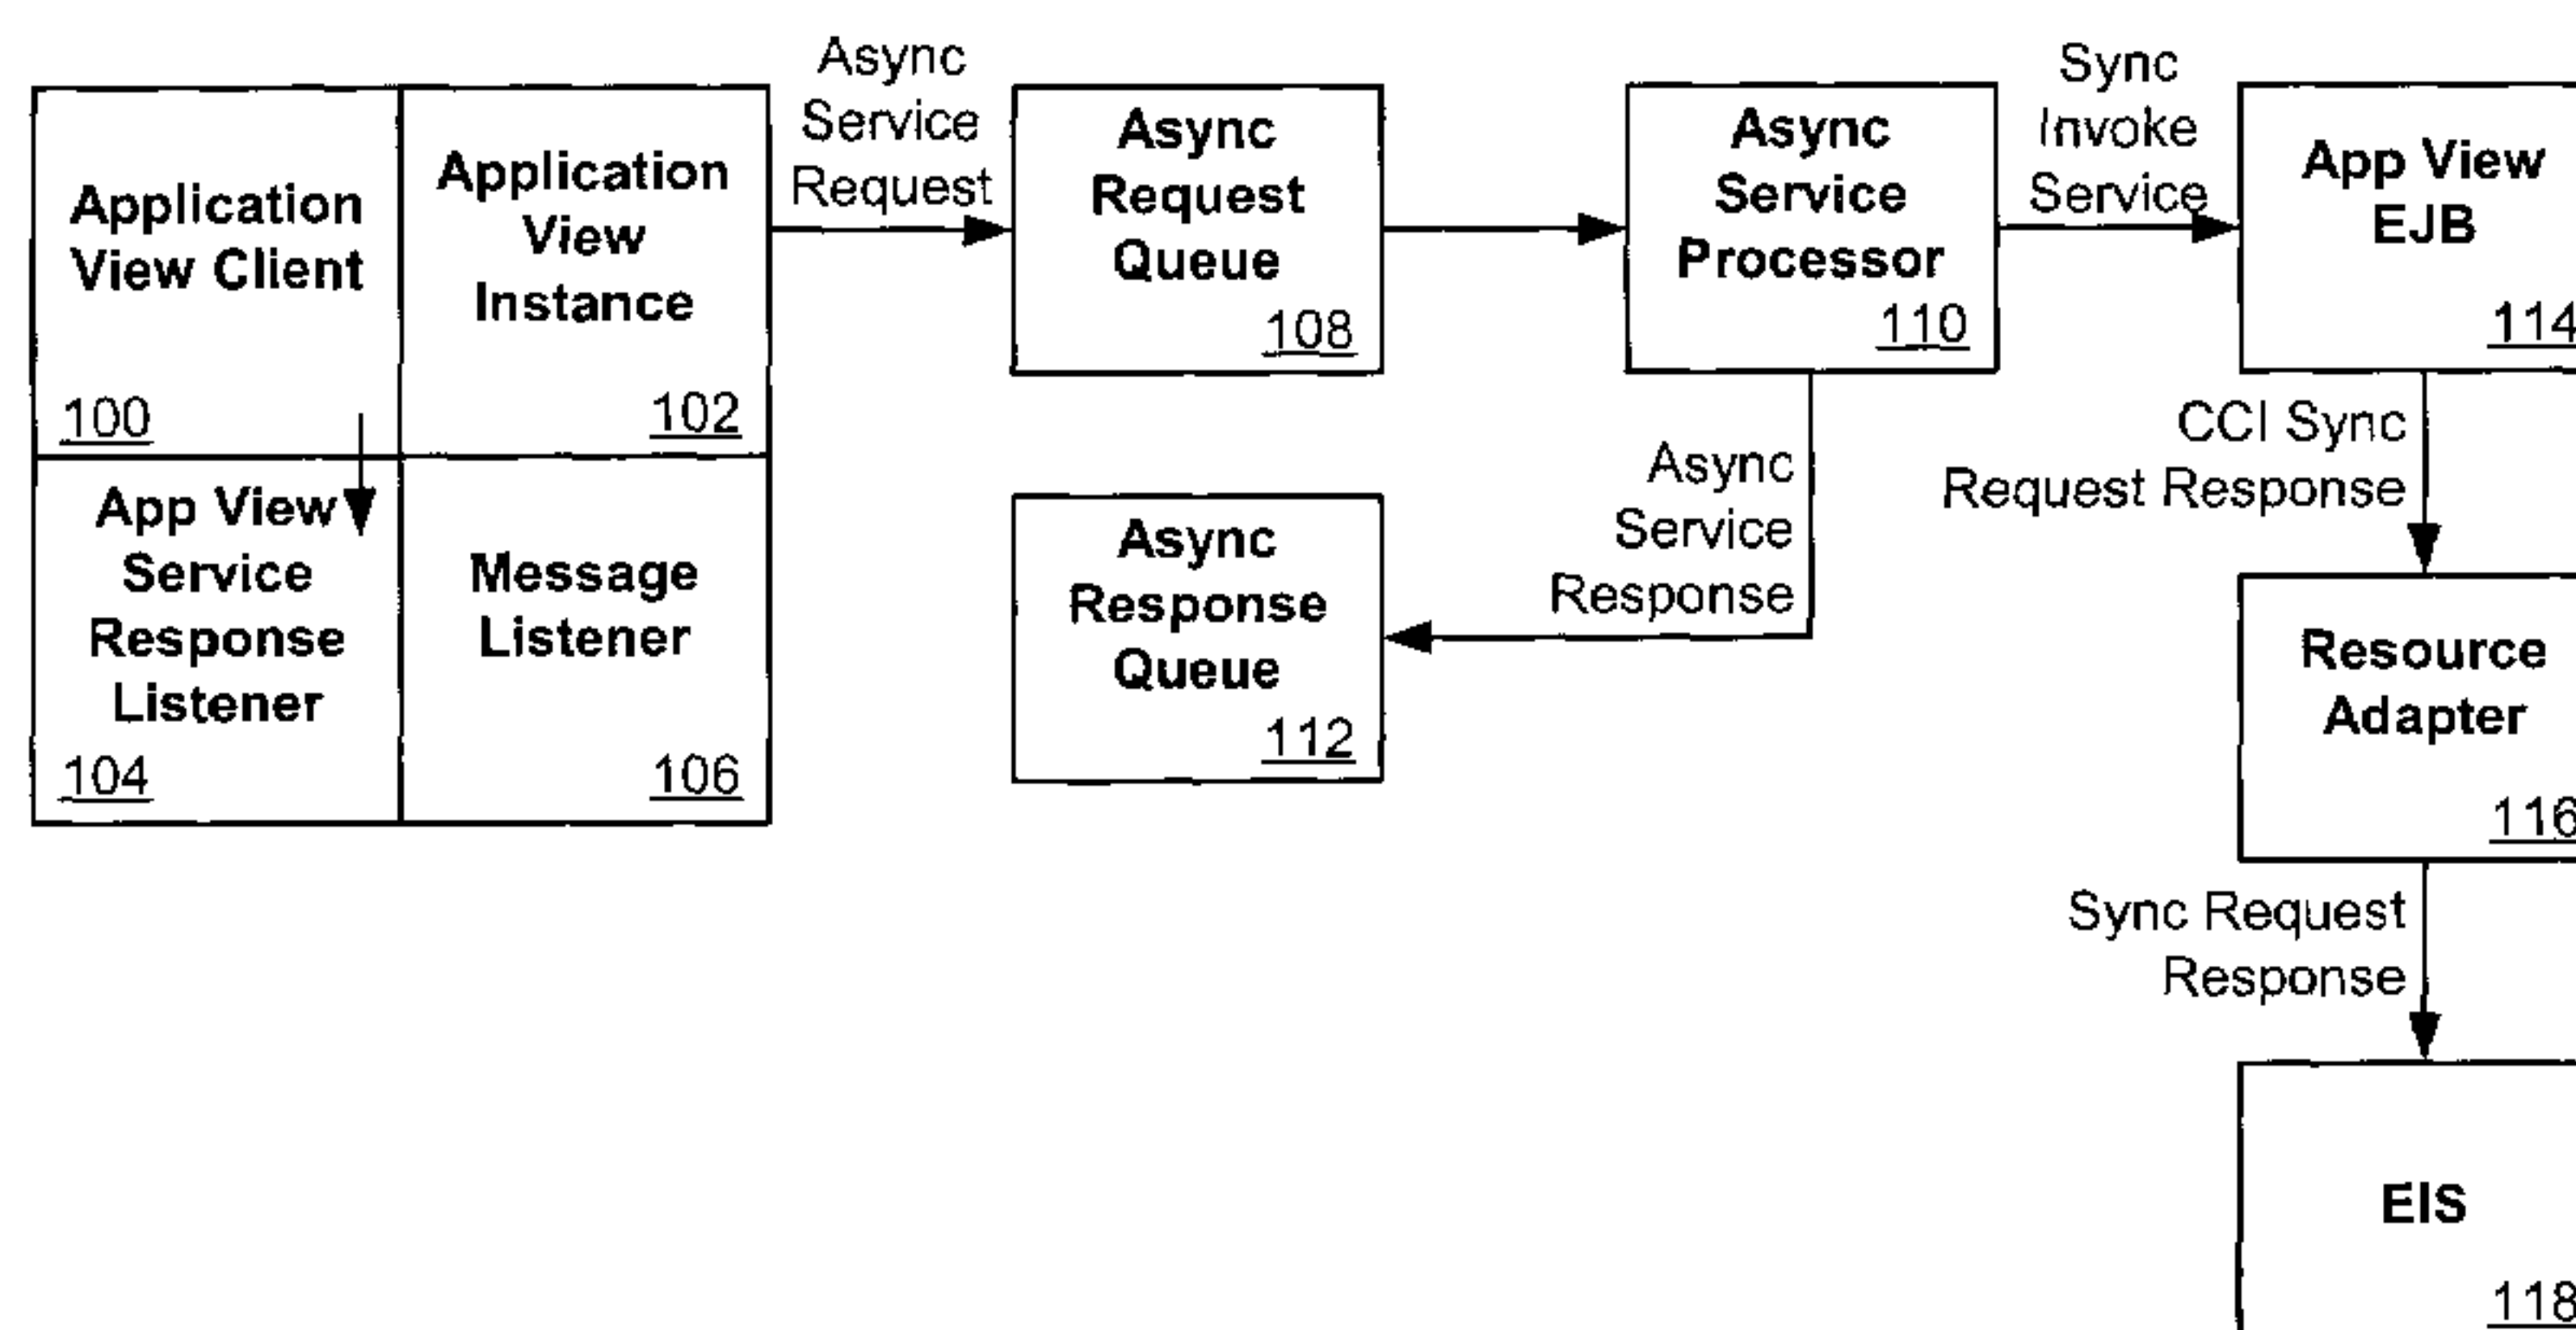 Application
View Client
100
Application
View
Instance
102
App View
Service
Response
Listener
104
Message
Listener
106
Async
Service
Request
Async
Request
Queue
108
Async
Service
Processor
110
Sync
Invoke
Service
App View
EJB
114
Async
Service
Response
Async
Response
Queue
112
CCI Sync
Request Response
Resource
Adapter
116
Sync Request
Response
EIS
118